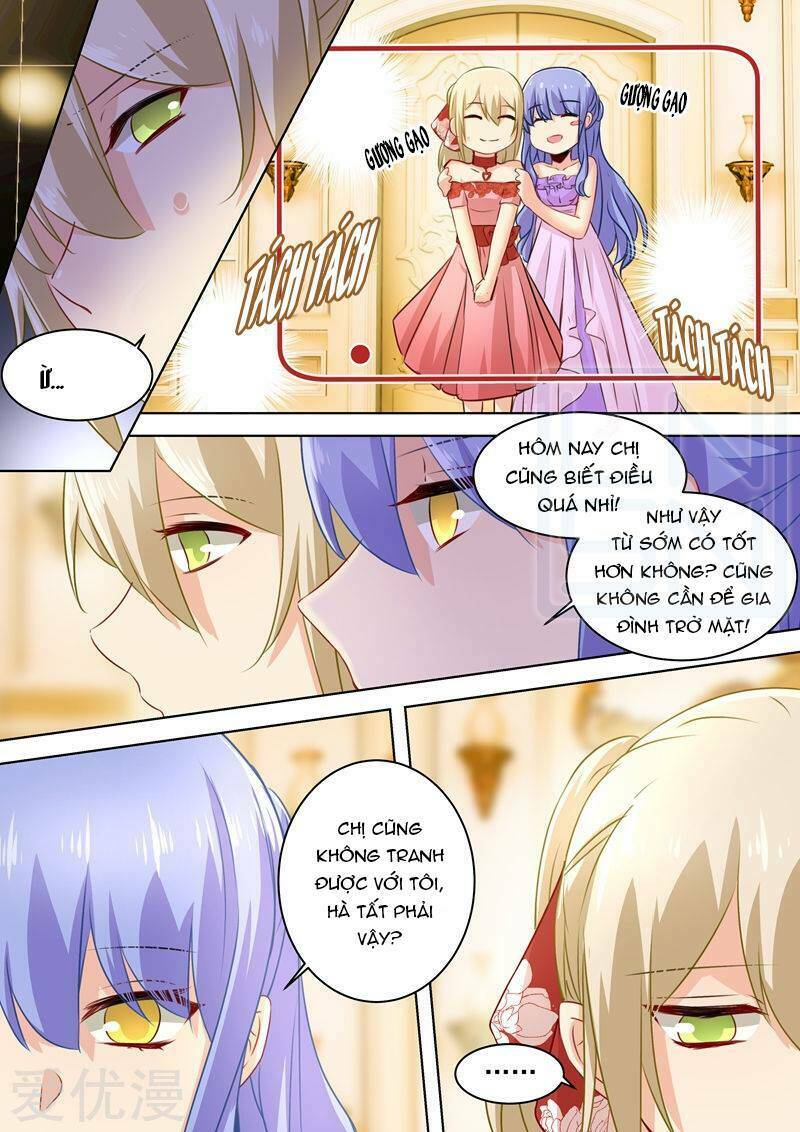 GƯỢNG GẠO
GƯỢNG GẠO
TÁCH TÁCH
TÁCH TÁCH
Ừ...
HÔM NAY CHỊ
CŨNG BIẾT ĐIỀU
QUÁ NHỈ!
NHƯ VẬY
TỪ SỚM CÓ TỐT
HƠN KHÔNG? CŨNG
KHÔNG CẦN ĐỂ GIA
ĐÌNH TRỞ MẶT!
CHỊ CŨNG
KHÔNG TRANH
ĐƯỢC VỚI TÔI,
HÀ TẤT PHẢI
VẬY?
......
爱优漫